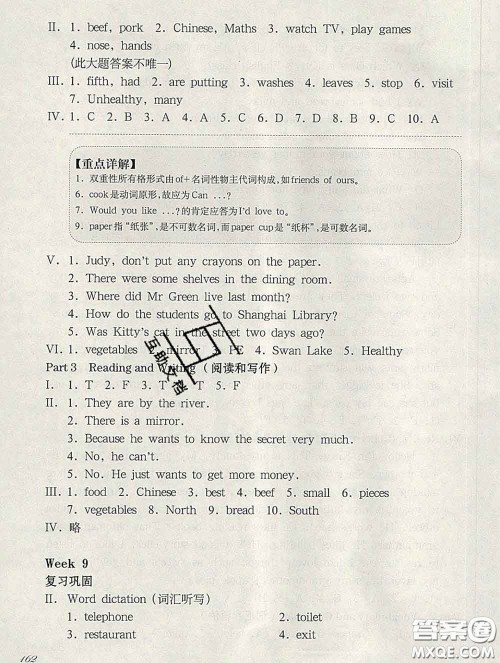 II. 1. beef, pork 2. Chinese, Maths 3. watch TV, play games
4. nose, hands
(此大题答案不唯一)
III. 1. fifth, had 2. are putting 3. washes 4. leaves 5. stop 6. visit
7. Unhealthy, many
IV. 1. C 2. B 3. A 4. A 5. C 6. A 7. D 8. D 9. C 10. A
【重点详解】
1. 双重性所有格形式由of+名词性物主代词构成,如friends of ours。
6. cook是动词原形,故应为Can ...?
7. Would you like ...?的肯定应答为I'd love to。
9. paper指“纸张”,是不可数名词,而paper cup是“纸杯”,是可数名词。
V. 1. Judy, don't put any crayons on the paper.
2. There were some shelves in the dining room.
3. Where did Mr Green live last month?
4. How do the students go to Shanghai Library?
5. Was Kitty's cat in the street two days ago?
VI. 1. vegetables 2. mirror 3. PE 4. Swan Lake 5. Healthy
Part 3 Reading and Writing (阅读和写作)
I. 1. T 2. F 3. T 4. T 5. F
II. 1. They are by the river.
2. There is a mirror.
3. Because he wants to know the secret very much.
4. No, he can't.
5. No. He just wants to get more money.
III. 1. food 2. Chinese 3. best 4. beef 5. small 6. pieces
7. vegetables 8. North 9. bread 10. South
IV. 略
Week 9
复习巩固
II. Word dictation (词汇听写)
1. telephone 2. toilet
3. restaurant 4. exit
162
互助文档
答案圈
MXQE.COM